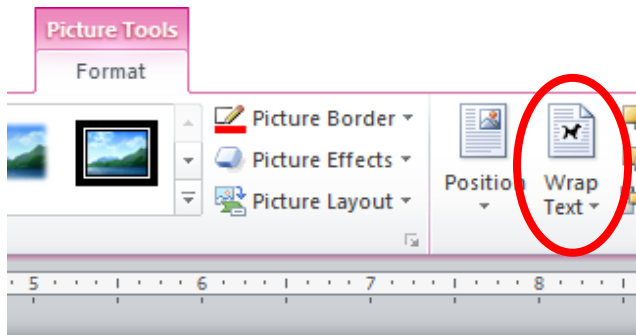 Picture Tools
Format
Picture Border
Picture Effects
Picture Layout
Position
Wrap
Text
5 6 7 8